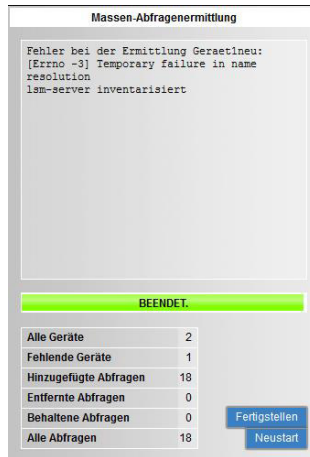 Massen-Abfragenermittlung
Fehler bei der Ermittlung Geraet1neu:
[Errno -3] Temporary failure in name
resolution
lsm-server inventarisiert
BEENDET.
Alle Geräte 2
Fehlende Geräte 1
Hinzugefügte Abfragen 18
Entfernte Abfragen 0
Behaltene Abfragen 0
Alle Abfragen 18
Fertigstellen
Neustart